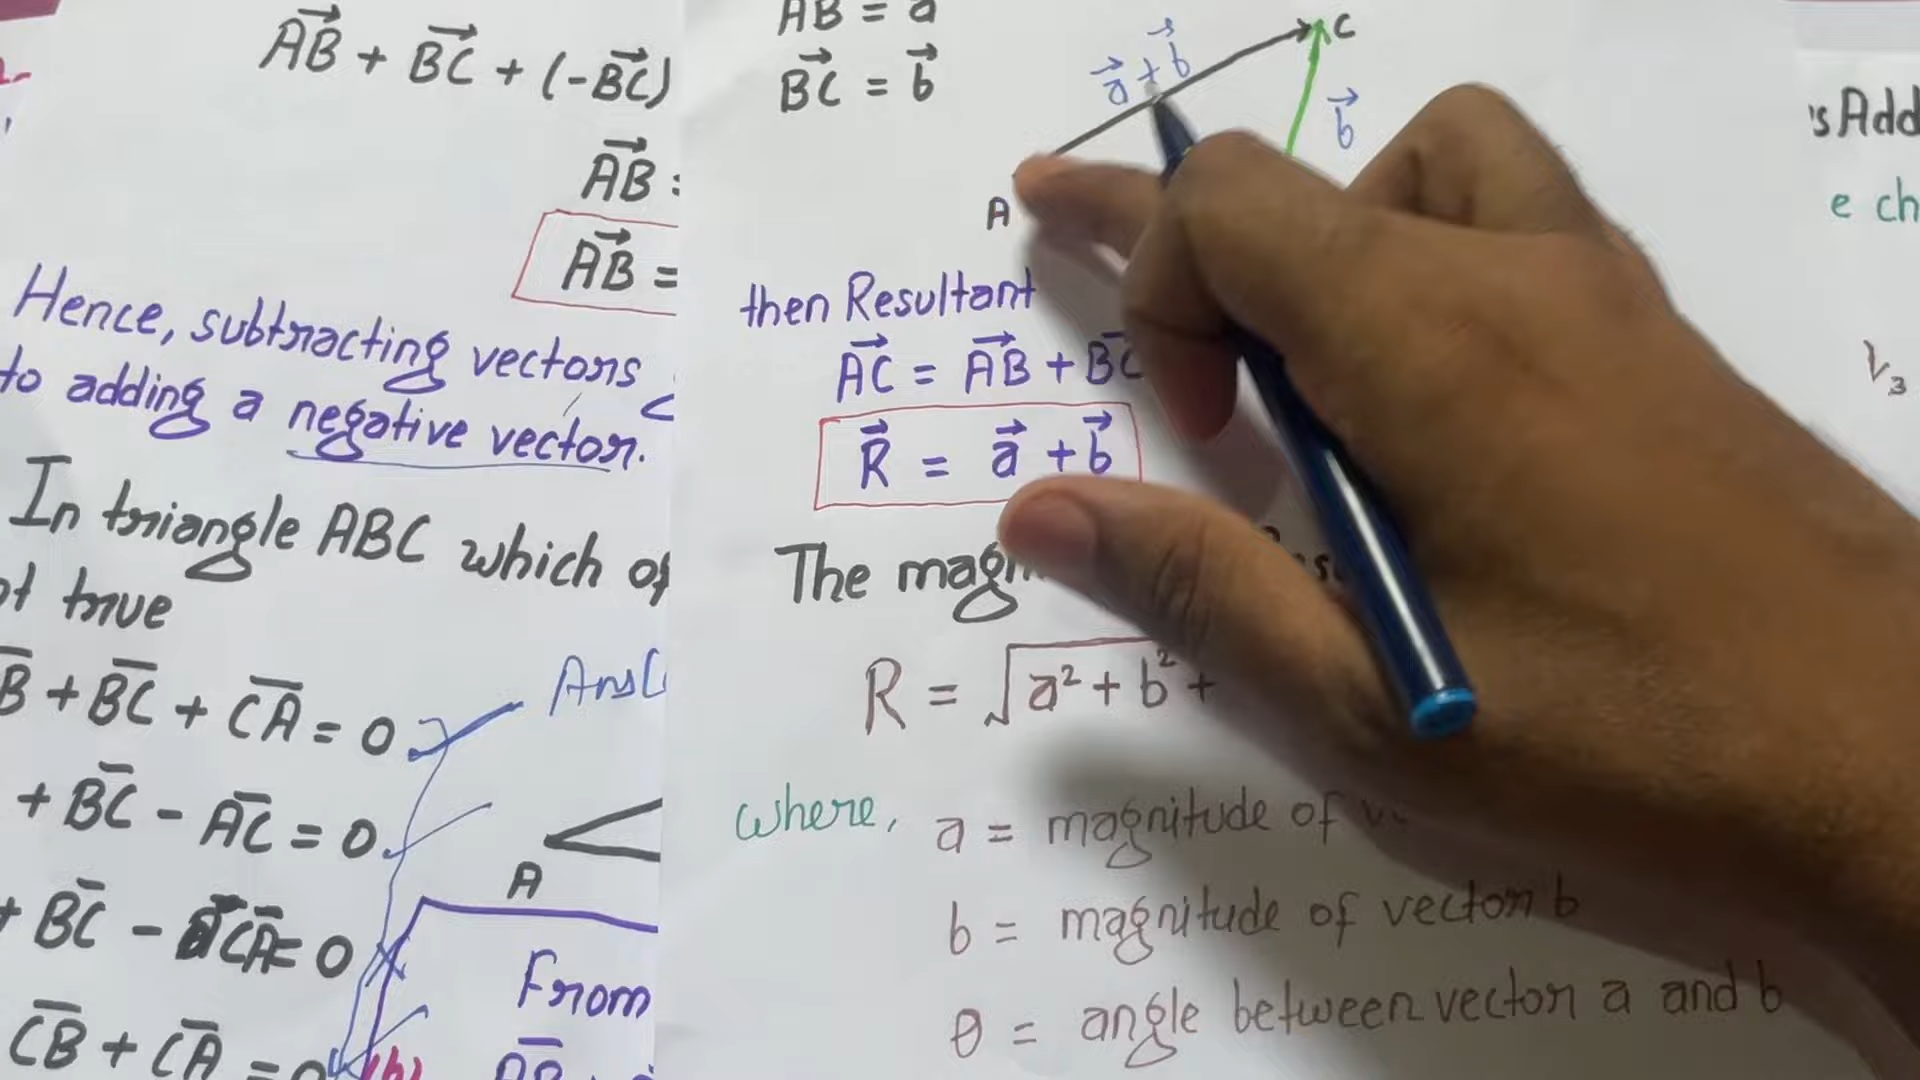 AB + BC + (-BC)
AB =
AB =
Hence, subtracting vectors
to adding a negative vector.
In triangle ABC which of
true
+ BC + CA = 0
Ans(
+ BC - AC = 0
A
+ BC - CA = 0
From
CB + CA = 0
(b)
AB = a
BC = b
C
a + b
b
A
then Resultant
AC = AB + BC
R = a + b
The
R = √a² + b² +
where, a = magnitude of
b = magnitude of vector b
θ = angle between vector a and b
's Add
e ch
V₃